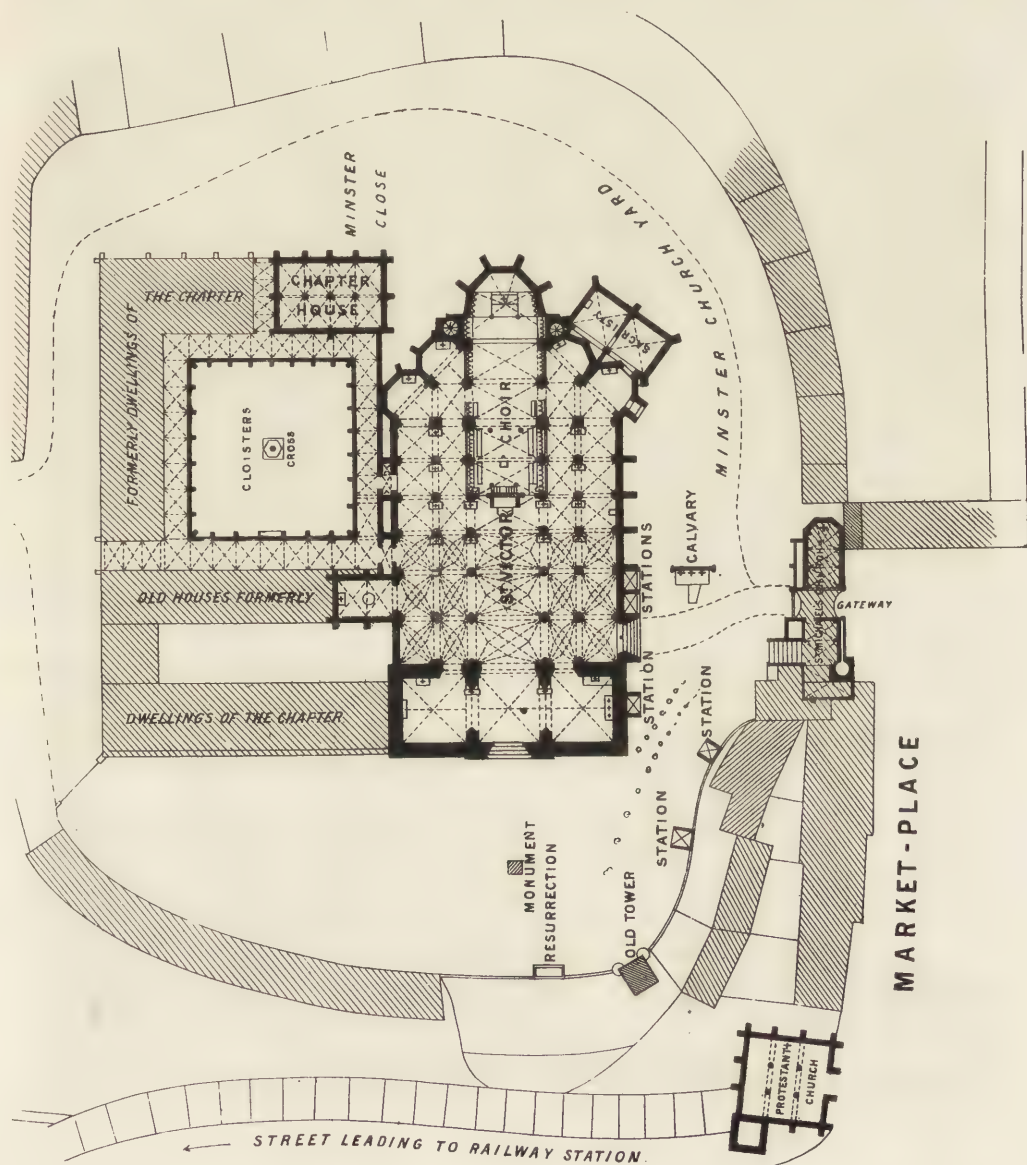 MINSTER
CLOSE
THE CHAPTER
CHAPTER
HOUSE
FORMERLY DWELLINGS OF
CLOISTERS
CROSS
MINSTER CHURCH YARD
SACRISTY
CHOIR
ST VICTOR
OLD HOUSES FORMERLY
DWELLINGS OF THE CHAPTER
STATIONS
CALVARY
STATION
STATION
STATION
GATEWAY
MONUMENT
RESURRECTION
OLD TOWER
MARKET-PLACE
PROTESTANT
CHURCH
STREET LEADING TO RAILWAY STATION.